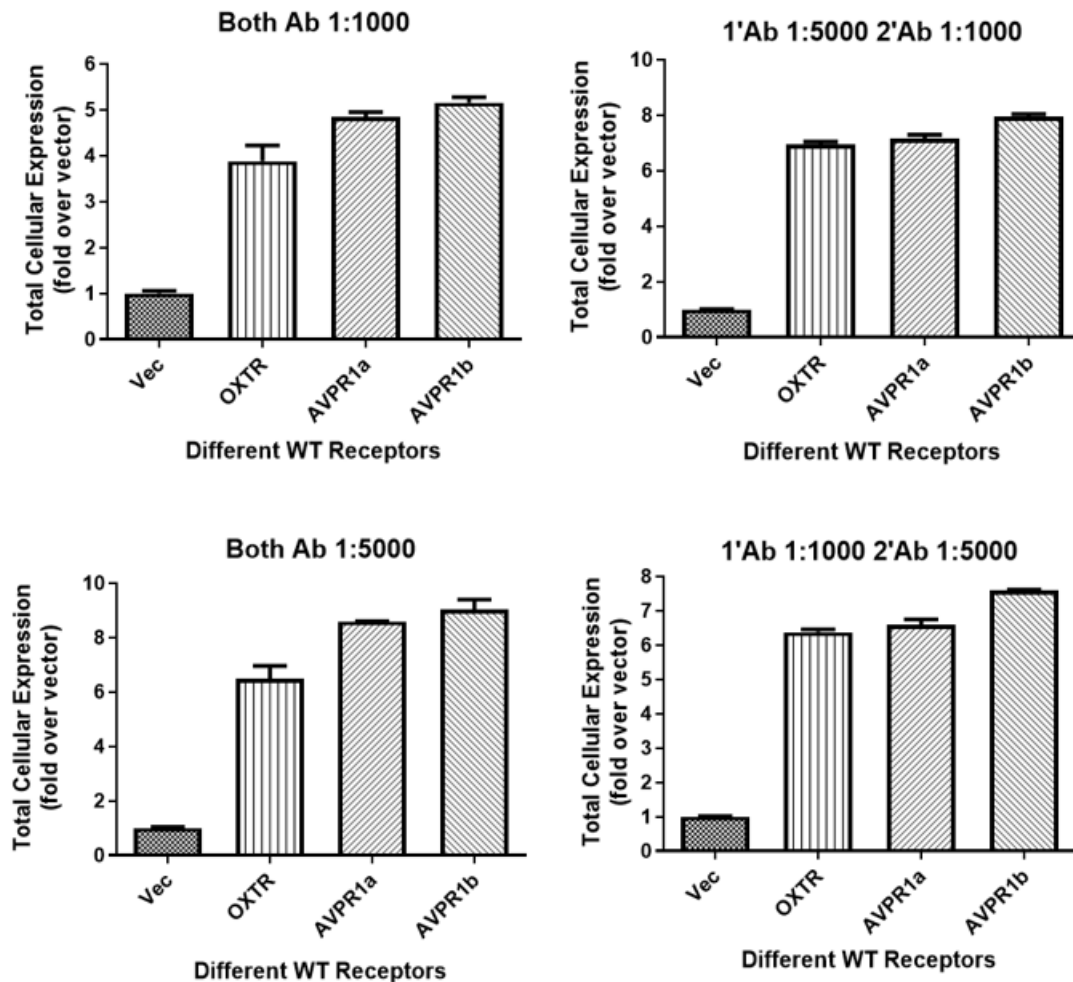 Both Ab 1:1000
Total Cellular Expression
(fold over vector)
6
5
4
3
2
1
0
Vec
OXTR
AVPR1a
AVPR1b
Different WT Receptors
1'Ab 1:5000 2'Ab 1:1000
Total Cellular Expression
(fold over vector)
10
8
6
4
2
0
Vec
OXTR
AVPR1a
AVPR1b
Different WT Receptors
Both Ab 1:5000
Total Cellular Expression
(fold over vector)
10
8
6
4
2
0
Vec
OXTR
AVPR1a
AVPR1b
Different WT Receptors
1'Ab 1:1000 2'Ab 1:5000
Total Cellular Expression
(fold over vector)
8
7
6
5
4
3
2
1
0
Vec
OXTR
AVPR1a
AVPR1b
Different WT Receptors